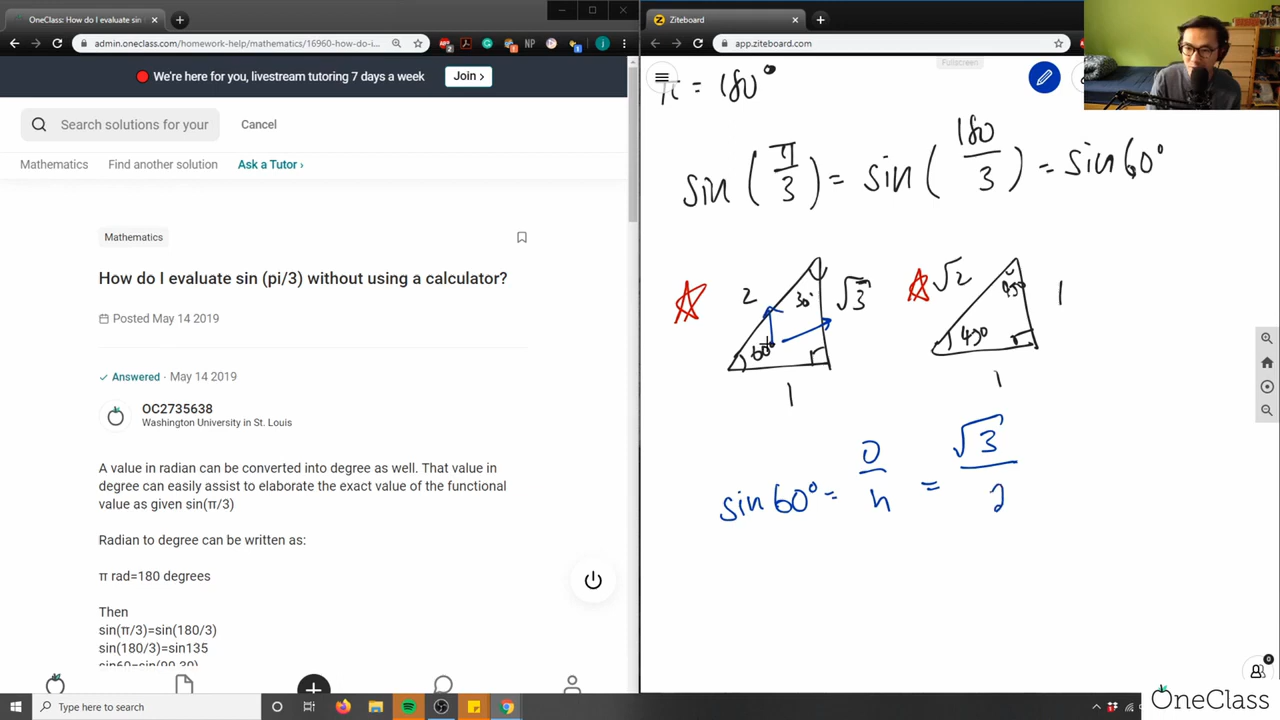 OneClass: How do I evaluate sin
admin.oneclass.com/homework-help/mathematics/16960-how-do-i...
We're here for you, livestream tutoring 7 days a week
Join >
Search solutions for your
Cancel
Mathematics
Find another solution
Ask a Tutor ›
Mathematics
How do I evaluate sin (pi/3) without using a calculator?
Posted May 14 2019
Answered • May 14 2019
OC2735638
Washington University in St. Louis
A value in radian can be converted into degree as well. That value in
degree can easily assist to elaborate the exact value of the functional
value as given sin(π/3)
Radian to degree can be written as:
π rad=180 degrees
Then
sin(π/3)=sin(180/3)
sin(180/3)=sin135
sin60=sin(90-30)
Type here to search
Ziteboard
app.ziteboard.com
Fullscreen
π = 180°
sin (π/3) = sin (180/3) = sin 60°
2 30° √3
60°
1
√2 45° 1
45°
1
sin 60° = o/h = √3/2
0
OneClass